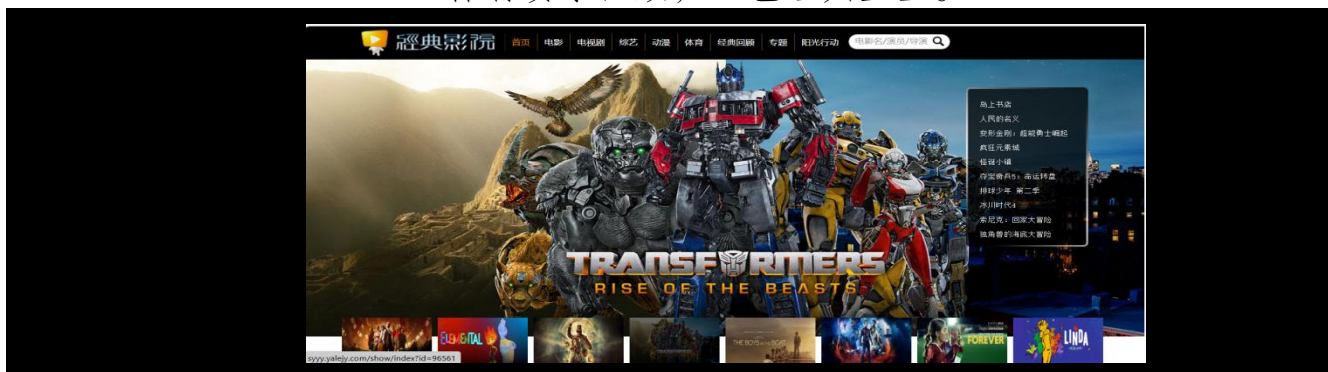 經典影院 首页 电影 电视剧 综艺 动漫 体育 经典回顾 专题 阳光行动 电影名/演员/导演
岛上书店
人民的名义
变形金刚：超能勇士崛起
疯狂元素城
怪谜小镇
夺宝奇兵5：命运转盘
排球少年 第二季
冰川时代4
索尼克：回家大冒险
独角兽的海底大冒险
TRANSFORMERS
RISE OF THE BEASTS
ELEMENTAL
THE BOYS IN THE BOAT
FOREVER
LINDA
syyy.yalejy.com/show/index?id=96561